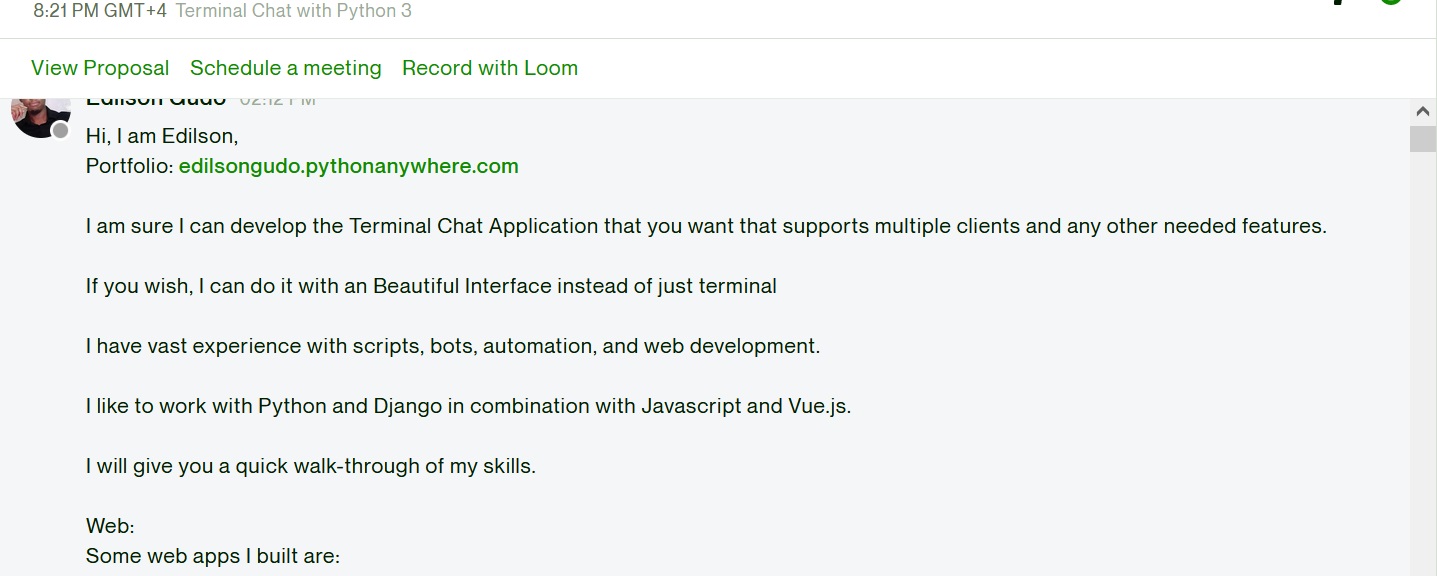 8:21 PM GMT+4 Terminal Chat with Python 3
View Proposal Schedule a meeting Record with Loom
Edilson Gudo 02:12 PM
Hi, I am Edilson,
Portfolio: edilsongudo.pythonanywhere.com
I am sure I can develop the Terminal Chat Application that you want that supports multiple clients and any other needed features.
If you wish, I can do it with an Beautiful Interface instead of just terminal
I have vast experience with scripts, bots, automation, and web development.
I like to work with Python and Django in combination with Javascript and Vue.js.
I will give you a quick walk-through of my skills.
Web:
Some web apps I built are: